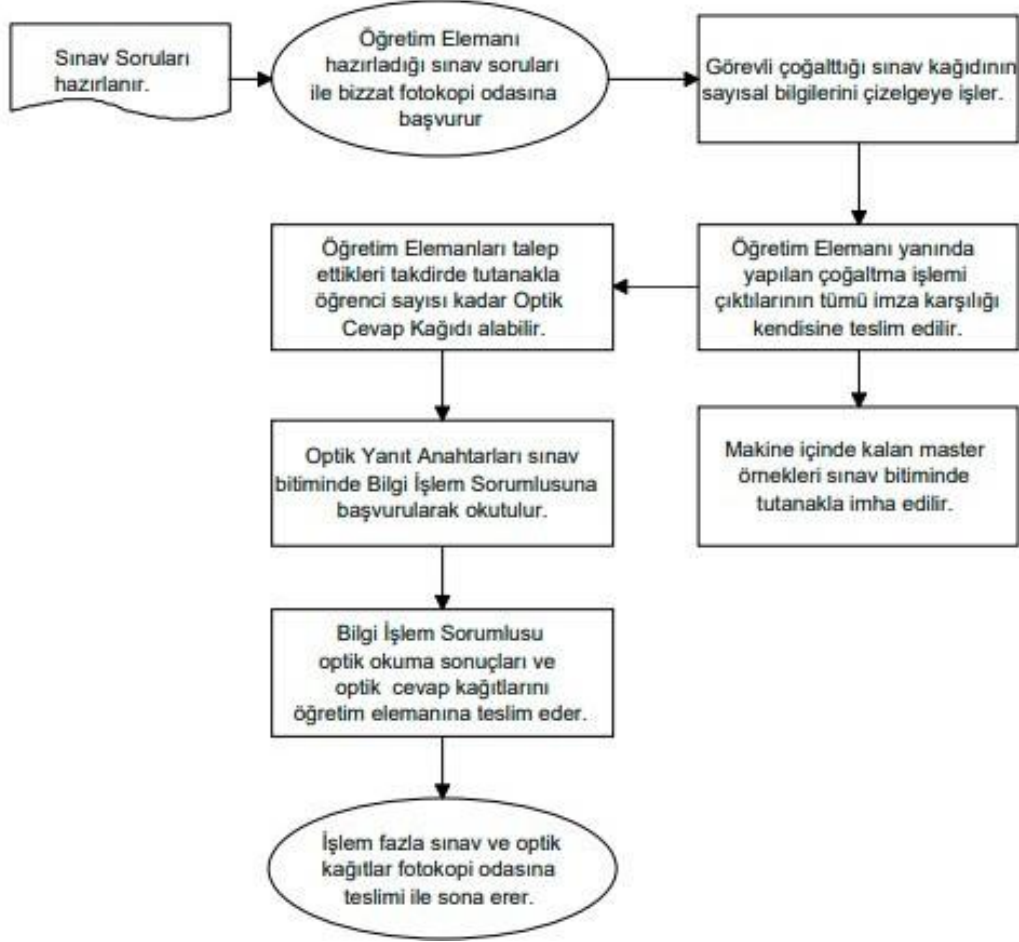 Sınav Soruları
hazırlanır.
Öğretim Elemanı
hazırladığı sınav soruları
ile bizzat fotokopi odasına
başvurur
Görevli çoğalttığı sınav kağıdının
sayısal bilgilerini çizelgeye işler.
Öğretim Elemanı yanında
yapılan çoğaltma işlemi
çıktılarının tümü imza karşılığı
kendisine teslim edilir.
Öğretim Elemanları talep
ettikleri takdirde tutanakla
öğrenci sayısı kadar Optik
Cevap Kağıdı alabilir.
Makine içinde kalan master
örnekleri sınav bitiminde
tutanakla imha edilir.
Optik Yanıt Anahtarları sınav
bitiminde Bilgi İşlem Sorumlusuna
başvurularak okutulur.
Bilgi İşlem Sorumlusu
optik okuma sonuçları ve
optik cevap kağıtlarını
öğretim elemanına teslim eder.
İşlem fazla sınav ve optik
kağıtlar fotokopi odasına
teslimi ile sona erer.